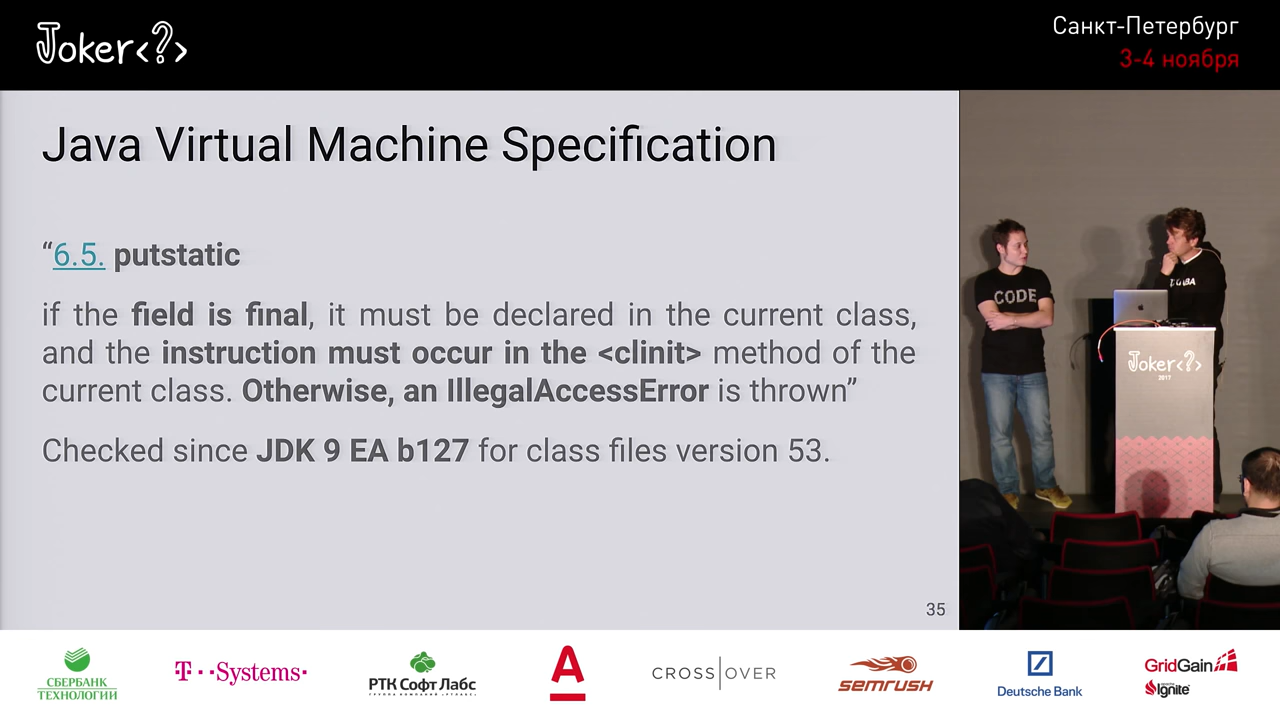 Joker<?>
Санкт-Петербург
3-4 ноября
Java Virtual Machine Specification
“6.5. putstatic
if the field is final, it must be declared in the current class,
and the instruction must occur in the <clinit> method of the
current class. Otherwise, an IllegalAccessError is thrown”
Checked since JDK 9 EA b127 for class files version 53.
35
CODE
Joker<?>
2017
СБЕРБАНК
ТЕХНОЛОГИИ
T··Systems·
РТК Софт Лабс
А
CROSS|OVER
semrush
Deutsche Bank
GridGain
Ignite